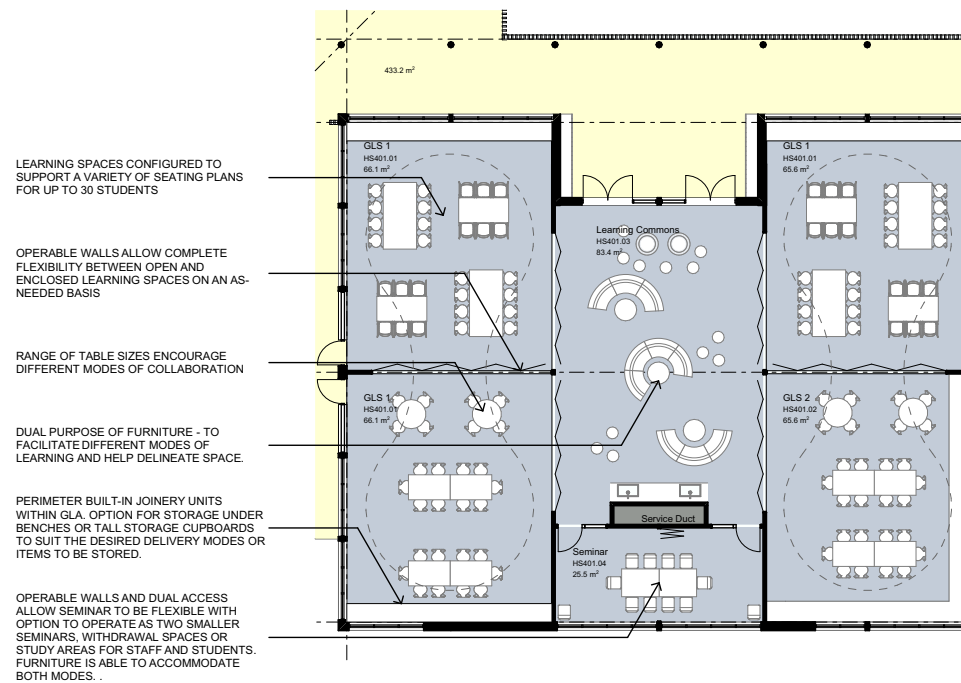 433.2 m²
LEARNING SPACES CONFIGURED TO
SUPPORT A VARIETY OF SEATING PLANS
FOR UP TO 30 STUDENTS
OPERABLE WALLS ALLOW COMPLETE
FLEXIBILITY BETWEEN OPEN AND
ENCLOSED LEARNING SPACES ON AN AS-
NEEDED BASIS
RANGE OF TABLE SIZES ENCOURAGE
DIFFERENT MODES OF COLLABORATION
DUAL PURPOSE OF FURNITURE - TO
FACILITATE DIFFERENT MODES OF
LEARNING AND HELP DELINEATE SPACE.
PERIMETER BUILT-IN JOINERY UNITS
WITHIN GLA. OPTION FOR STORAGE UNDER
BENCHES OR TALL STORAGE CUPBOARDS
TO SUIT THE DESIRED DELIVERY MODES OR
ITEMS TO BE STORED.
OPERABLE WALLS AND DUAL ACCESS
ALLOW SEMINAR TO BE FLEXIBLE WITH
OPTION TO OPERATE AS TWO SMALLER
SEMINARS, WITHDRAWAL SPACES OR
STUDY AREAS FOR STAFF AND STUDENTS.
FURNITURE IS ABLE TO ACCOMMODATE
BOTH MODES. .
GLS 1
HS401.01
66.1 m²
Learning Commons
HS401.03
83.4 m²
GLS 1
HS401.01
65.6 m²
GLS 1
HS401.01
66.1 m²
GLS 2
HS401.02
65.6 m²
Service Duct
Seminar
HS401.04
25.5 m²